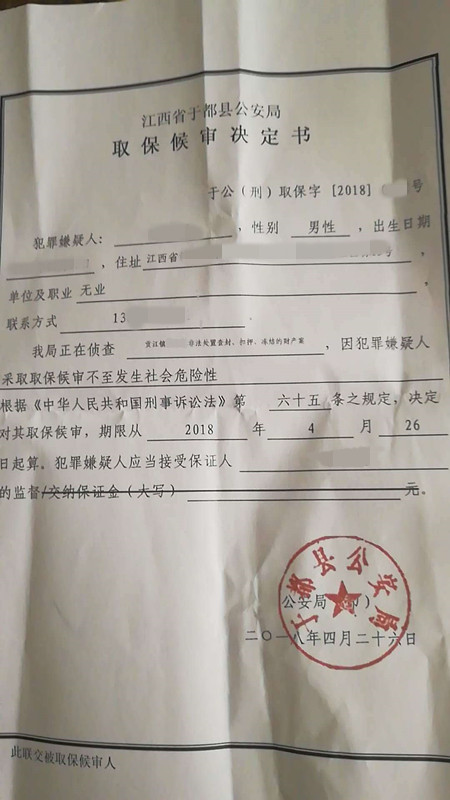 江西省于都县公安局
取保候审决定书
于公（刑）取保字 [2018] 号
犯罪嫌疑人： ，性别 男性 ，出生日期
，住址江西省 ，
单位及职业 无业 ，
联系方式 13
我局正在侦查 贡江镇 非法处置查封、扣押、冻结的财产案 ，因犯罪嫌疑人
采取取保候审不至发生社会危险性
根据《中华人民共和国刑事诉讼法》第 六十五 条之规定，决定
对其取保候审，期限从 2018 年 4 月 26
日起算。犯罪嫌疑人应当接受保证人
的监督/交纳保证金（大写） 元。
于都县公安局
公安局（印）
二〇一八年四月二十六日
此联交被取保候审人